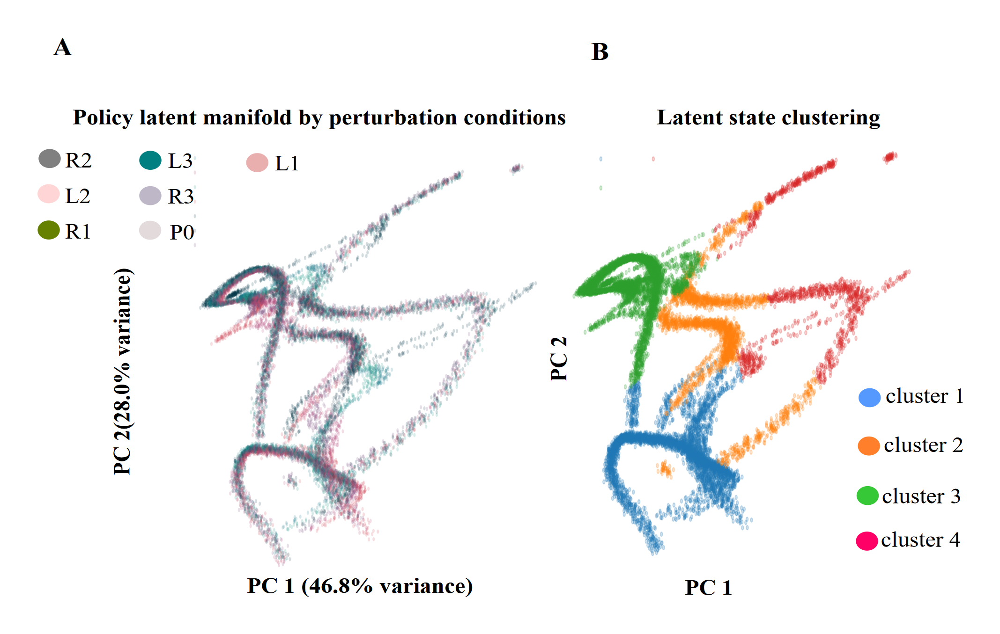 A
B
Policy latent manifold by perturbation conditions
Latent state clustering
R2
L3
L1
L2
R3
R1
P0
PC 2(28.0% variance)
PC 1 (46.8% variance)
PC 2
PC 1
cluster 1
cluster 2
cluster 3
cluster 4